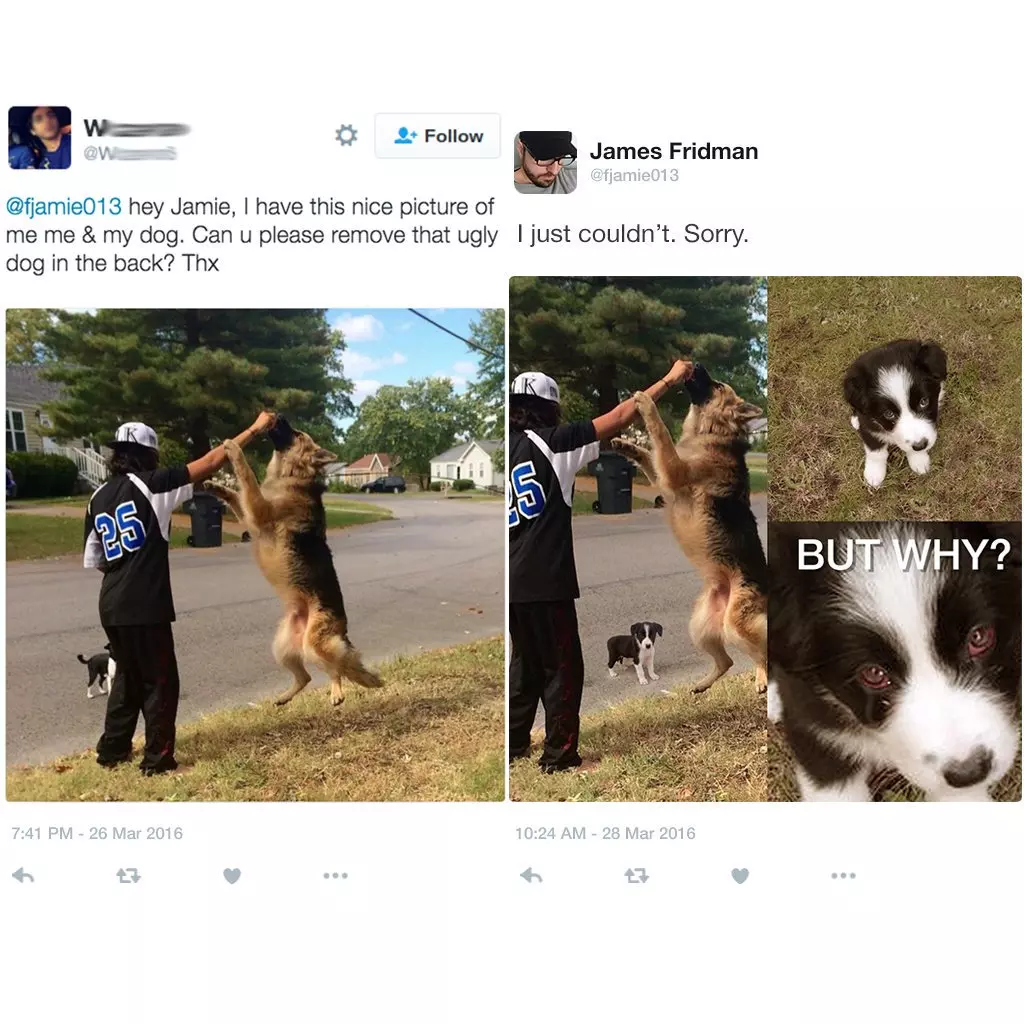 W
@W
Follow
@fjamie013 hey Jamie, I have this nice picture of
me me & my dog. Can u please remove that ugly
dog in the back? Thx
K
25
7:41 PM - 26 Mar 2016
James Fridman
@fjamie013
I just couldn't. Sorry.
K
25
BUT WHY?
10:24 AM - 28 Mar 2016